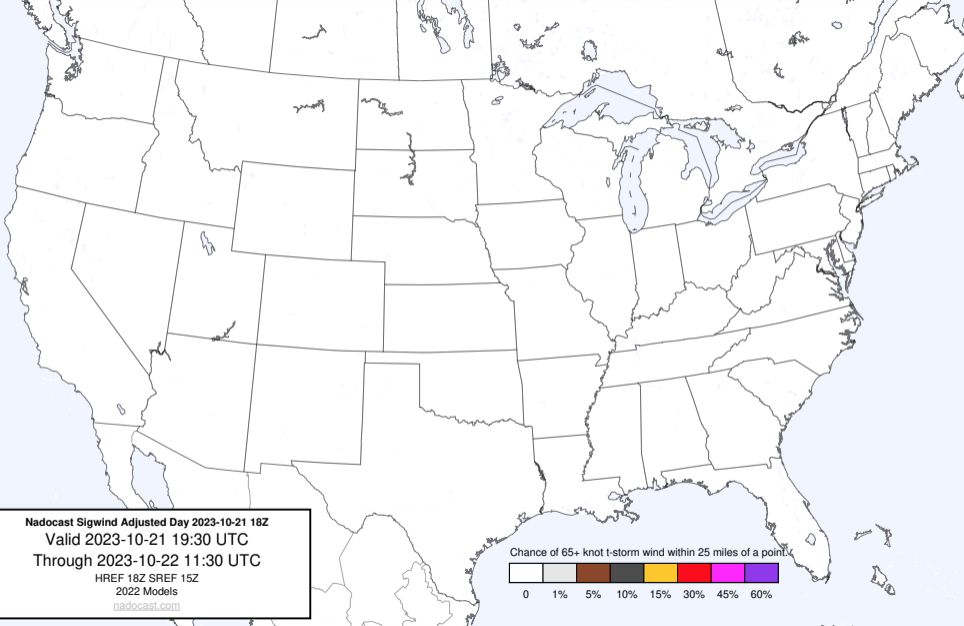 Nadocast Sigwind Adjusted Day 2023-10-21 18Z
Valid 2023-10-21 19:30 UTC
Through 2023-10-22 11:30 UTC
HREF 18Z SREF 15Z
2022 Models
nadocast.com
Chance of 65+ knot t-storm wind within 25 miles of a point.
0 1% 5% 10% 15% 30% 45% 60%